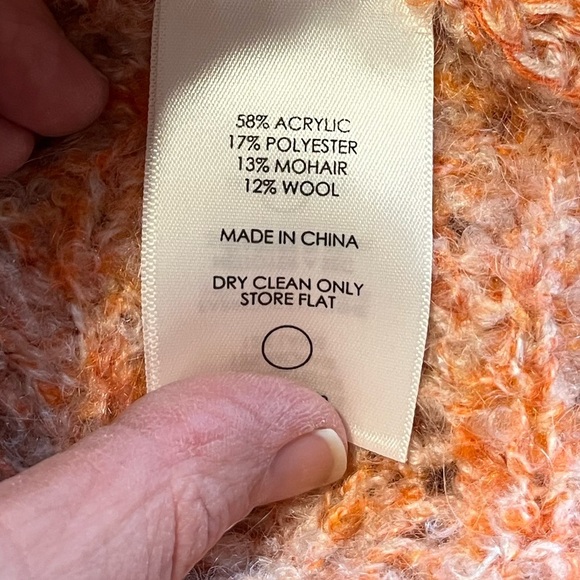 58% ACRYLIC
17% POLYESTER
13% MOHAIR
12% WOOL
MADE IN CHINA
DRY CLEAN ONLY
STORE FLAT